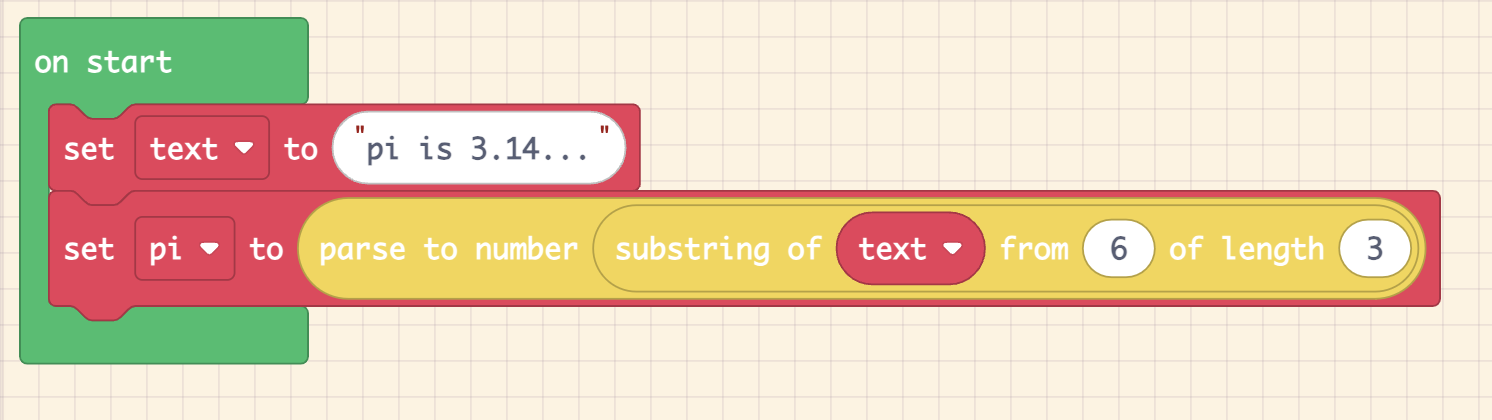 on start
set text to "pi is 3.14..."
set pi to parse to number substring of text from 6 of length 3